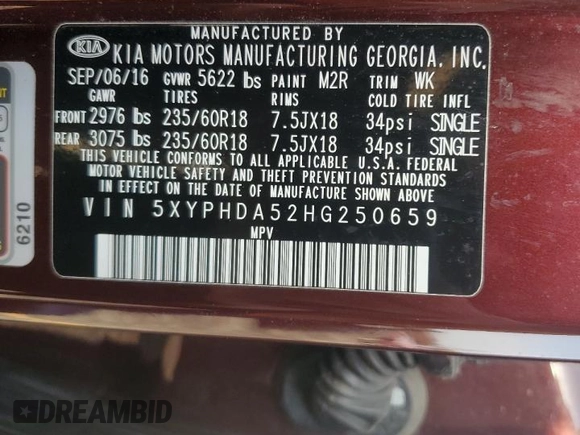 MANUFACTURED BY
KIA KIA MOTORS MANUFACTURING GEORGIA, INC.
SEP/06/16 GVWR 5622 lbs PAINT M2R TRIM WK
GAWR TIRES RIMS COLD TIRE INFL
FRONT 2976 lbs 235/60R18 7.5JX18 34psi SINGLE
REAR 3075 lbs 235/60R18 7.5JX18 34psi SINGLE
THIS VEHICLE CONFORMS TO ALL APPLICABLE U.S.A. FEDERAL
MOTOR VEHICLE SAFETY AND THEFT PREVENTION STANDARDS
IN EFFECT ON THE DATE OF MANUFACTURE SHOWN ABOVE
VIN 5XYPHDA52HG250659
MPV
6210
DREAMBID